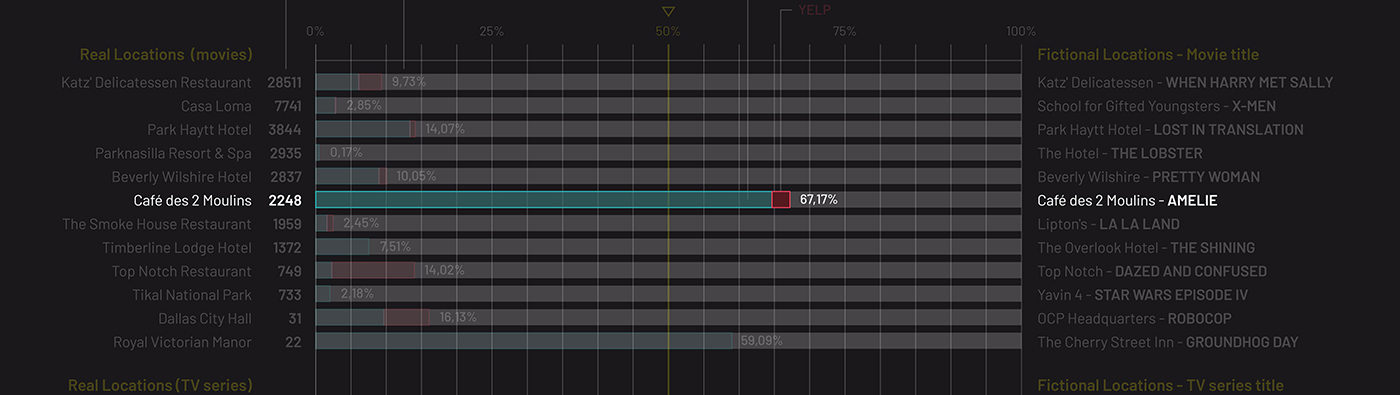 YELP
0% 25% 50% 75% 100%
Real Locations (movies) Fictional Locations - Movie title
Katz' Delicatessen Restaurant 28511 9,73% Katz' Delicatessen - WHEN HARRY MET SALLY
Casa Loma 7741 2,85% School for Gifted Youngsters - X-MEN
Park Haytt Hotel 3844 14,07% Park Haytt Hotel - LOST IN TRANSLATION
Parknasilla Resort & Spa 2935 0,17% The Hotel - THE LOBSTER
Beverly Wilshire Hotel 2837 10,05% Beverly Wilshire - PRETTY WOMAN
Café des 2 Moulins 2248 67,17% Café des 2 Moulins - AMELIE
The Smoke House Restaurant 1959 2,45% Lipton's - LA LA LAND
Timberline Lodge Hotel 1372 7,51% The Overlook Hotel - THE SHINING
Top Notch Restaurant 749 14,02% Top Notch - DAZED AND CONFUSED
Tikal National Park 733 2,18% Yavin 4 - STAR WARS EPISODE IV
Dallas City Hall 31 16,13% OCP Headquarters - ROBOCOP
Royal Victorian Manor 22 59,09% The Cherry Street Inn - GROUNDHOG DAY
Real Locations (TV series) Fictional Locations - TV series title